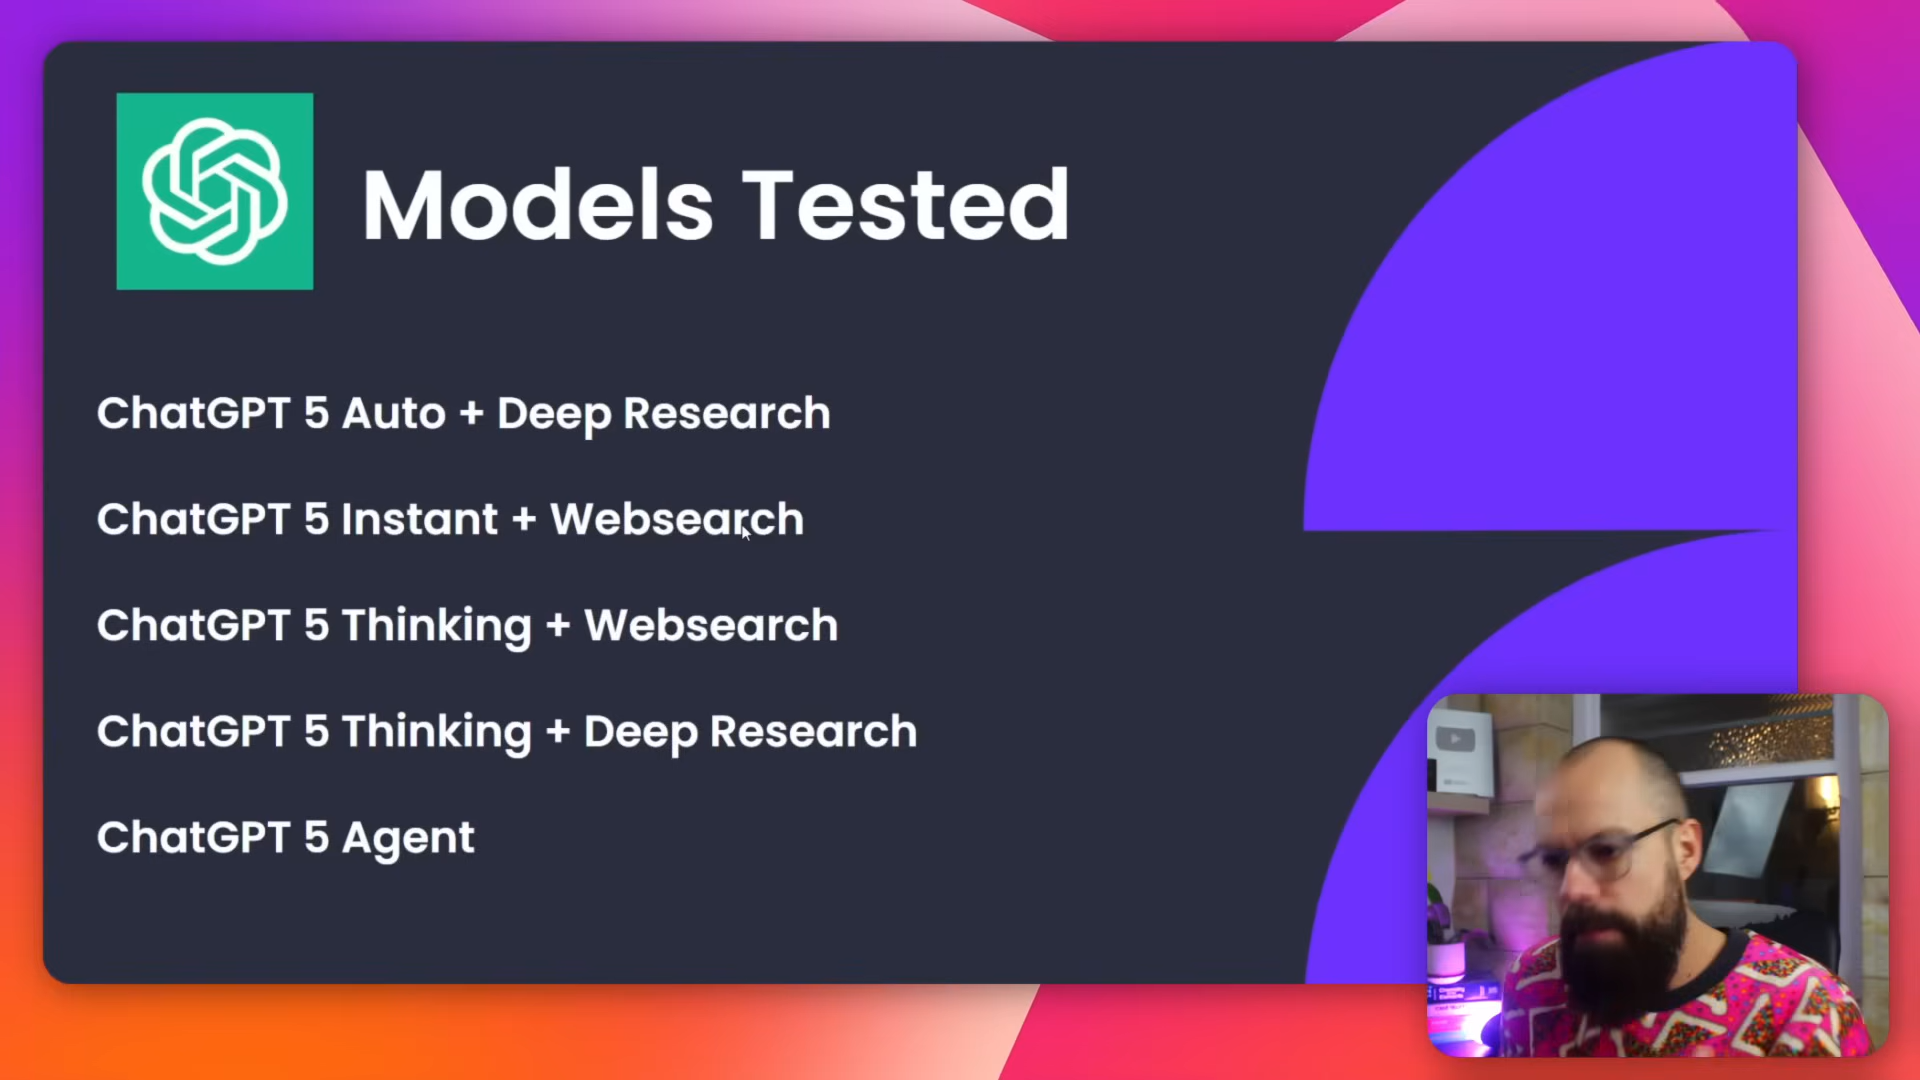 Models Tested
ChatGPT 5 Auto + Deep Research
ChatGPT 5 Instant + Websearch
ChatGPT 5 Thinking + Websearch
ChatGPT 5 Thinking + Deep Research
ChatGPT 5 Agent